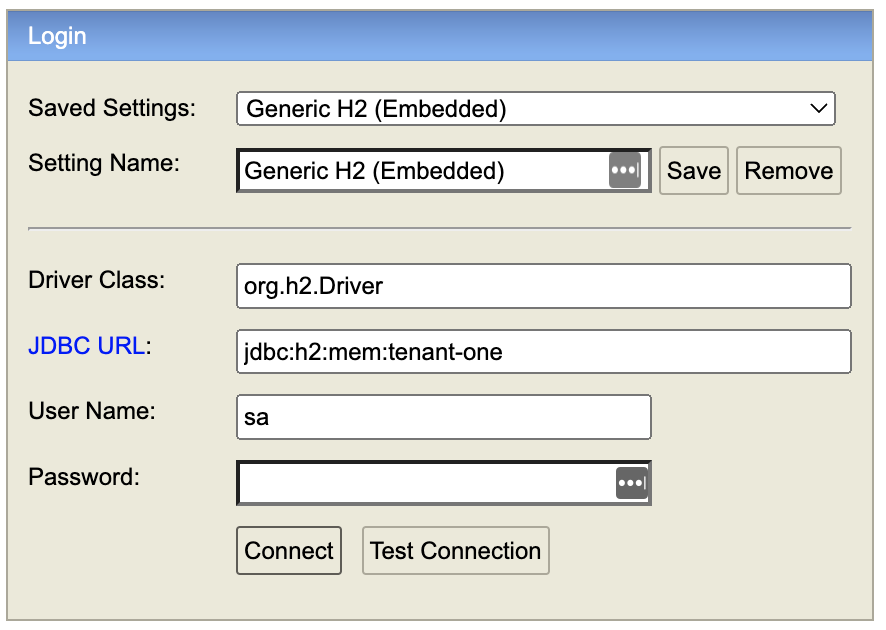 Login
Saved Settings: Generic H2 (Embedded)
Setting Name: Generic H2 (Embedded) Save Remove
Driver Class: org.h2.Driver
JDBC URL: jdbc:h2:mem:tenant-one
User Name: sa
Password:
Connect Test Connection